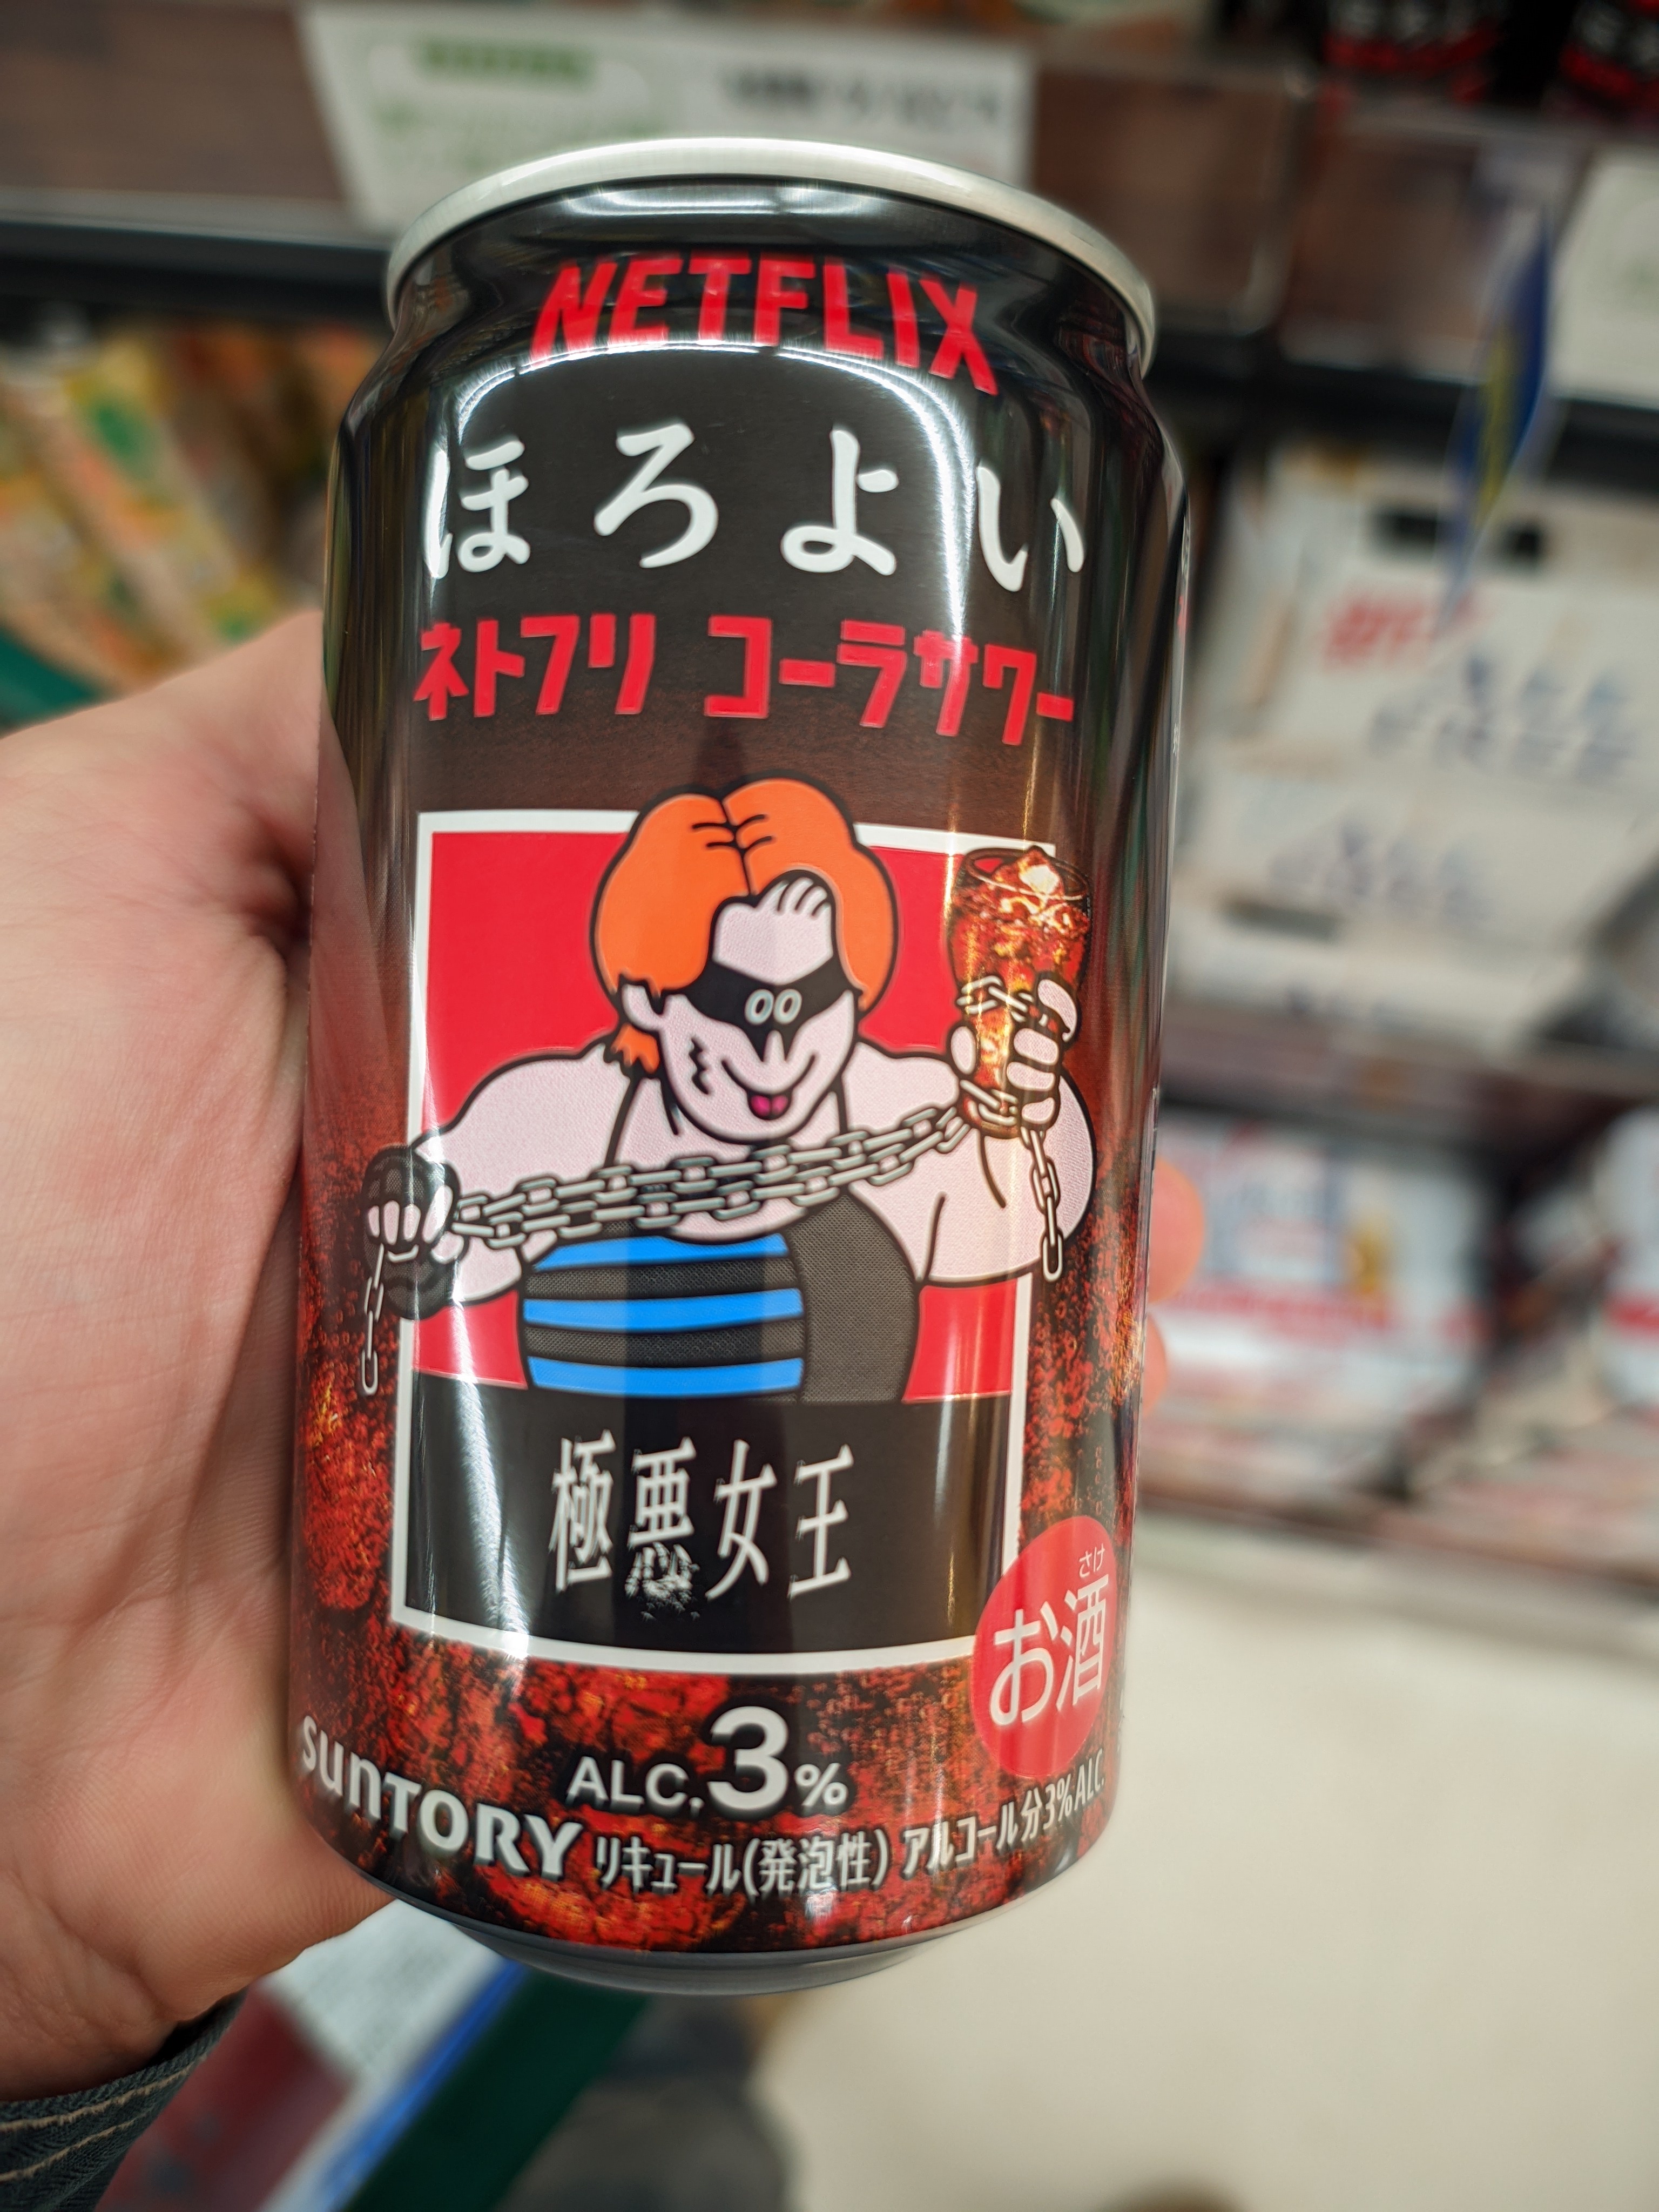 NETFLIX
ほろよい
ネトフリ コーラサワー
極悪女王
さけ
お酒
ALC.3%
SUNTORY リキュール(発泡性) アルコール分3% ALC.